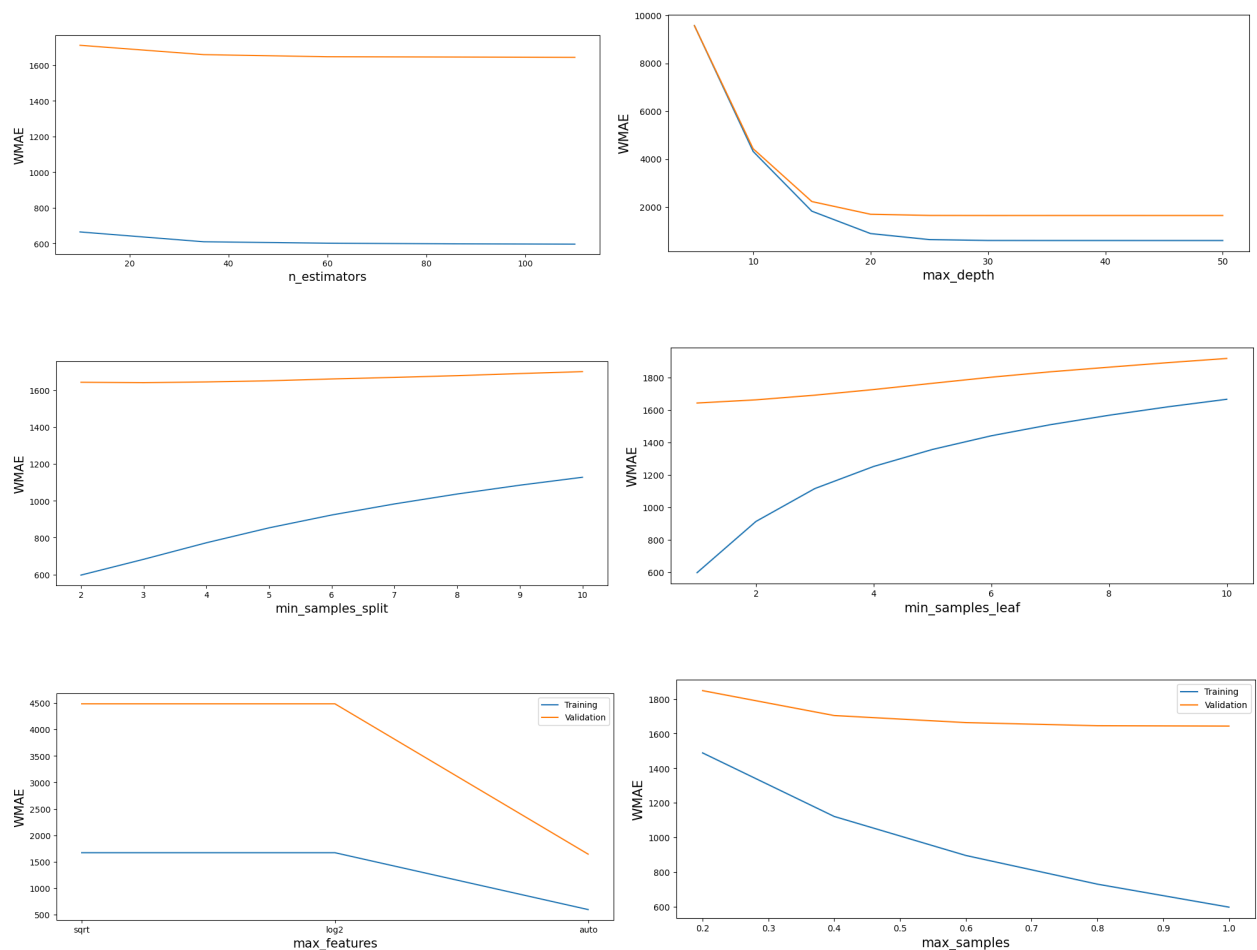 WMAE
1600
1400
1200
1000
800
600
20 40 60 80 100
n_estimators
WMAE
10000
8000
6000
4000
2000
10 20 30 40 50
max_depth
WMAE
1600
1400
1200
1000
800
600
2 3 4 5 6 7 8 9 10
min_samples_split
WMAE
1800
1600
1400
1200
1000
800
600
2 4 6 8 10
min_samples_leaf
WMAE
4500
4000
3500
3000
2500
2000
1500
1000
500
Training
Validation
sqrt log2 auto
max_features
WMAE
1800
1600
1400
1200
1000
800
600
Training
Validation
0.2 0.3 0.4 0.5 0.6 0.7 0.8 0.9 1.0
max_samples